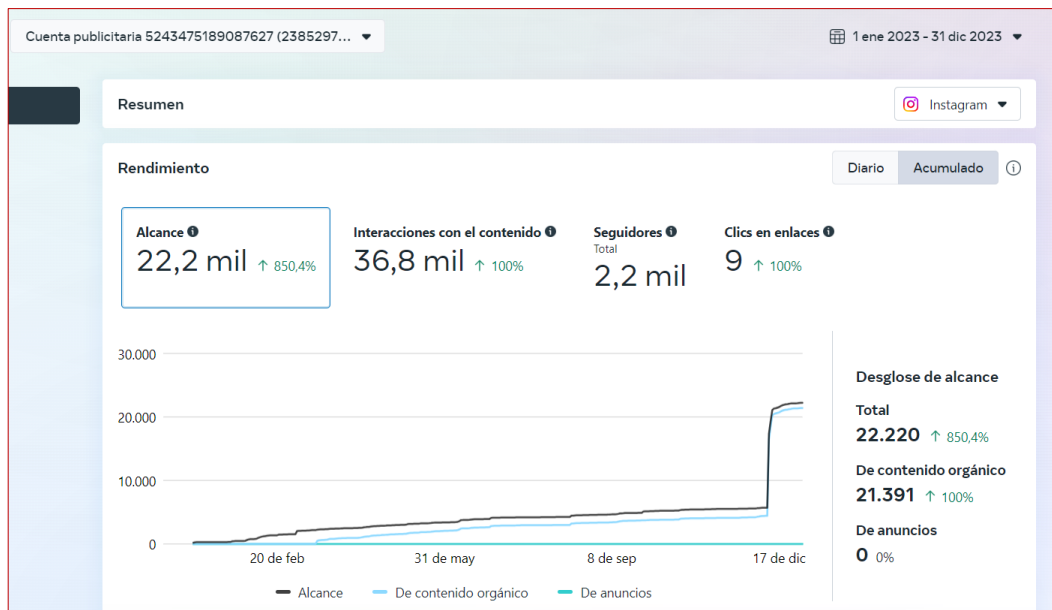 Cuenta publicitaria 5243475189087627 (2385297...
1 ene 2023 - 31 dic 2023
Resumen
Instagram
Rendimiento
Diario
Acumulado
Alcance
22,2 mil ↑ 850,4%
Interacciones con el contenido
36,8 mil ↑ 100%
Seguidores
Total
2,2 mil
Clics en enlaces
9 ↑ 100%
30.000
20.000
10.000
0
20 de feb
31 de may
8 de sep
17 de dic
Alcance
De contenido orgánico
De anuncios
Desglose de alcance
Total
22.220 ↑ 850,4%
De contenido orgánico
21.391 ↑ 100%
De anuncios
0 0%